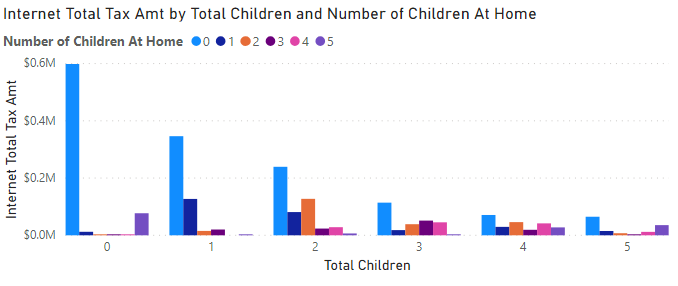 Internet Total Tax Amt by Total Children and Number of Children At Home
Number of Children At Home 0 1 2 3 4 5
Internet Total Tax Amt
$0.6M
$0.4M
$0.2M
$0.0M
0 1 2 3 4 5
Total Children